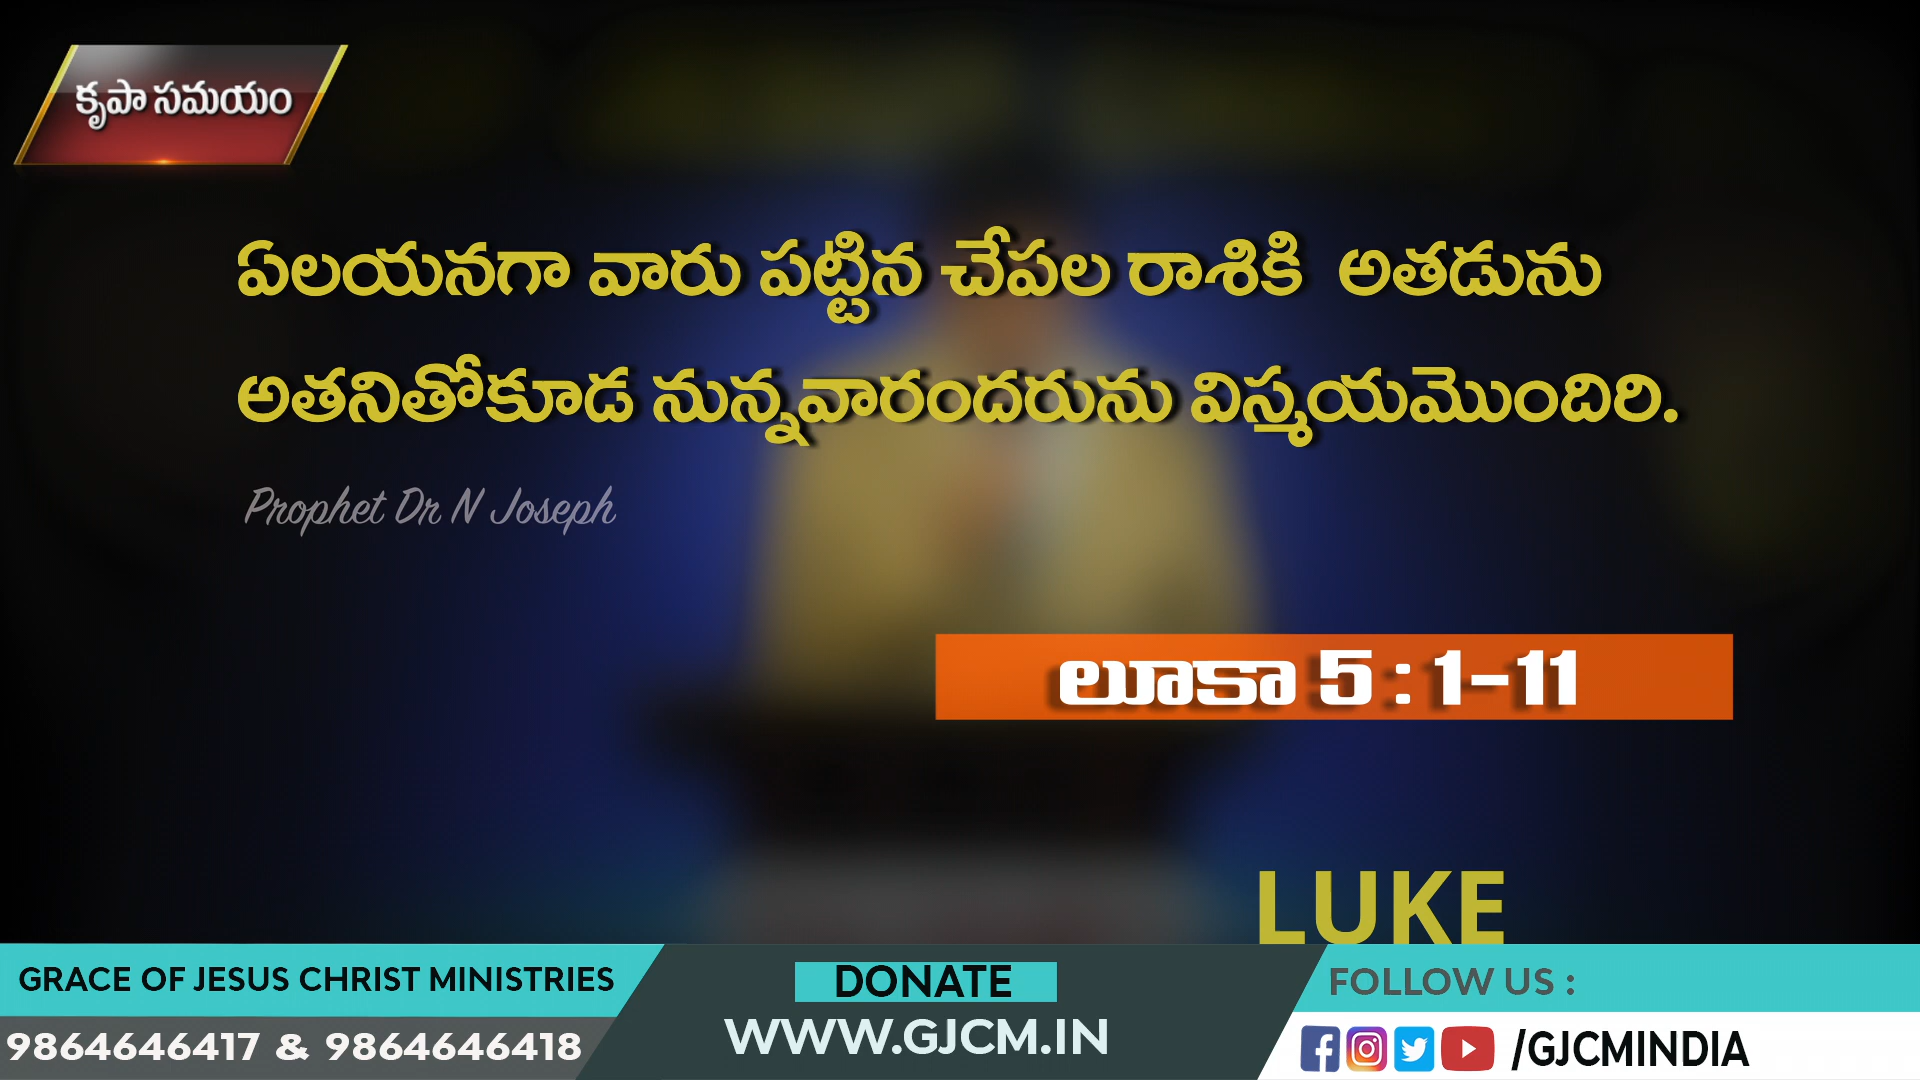 కృపా సమయం
ఏలయనగా వారు పట్టిన చేపల రాశికి అతడును
అతనితోకూడ నున్నవారందరును విస్మయమొందిరి.
Prophet Dr N Joseph
లూకా 5 : 1-11
LUKE
GRACE OF JESUS CHRIST MINISTRIES
9864646417 & 9864646418
DONATE
WWW.GJCM.IN
FOLLOW US :
/GJCMINDIA